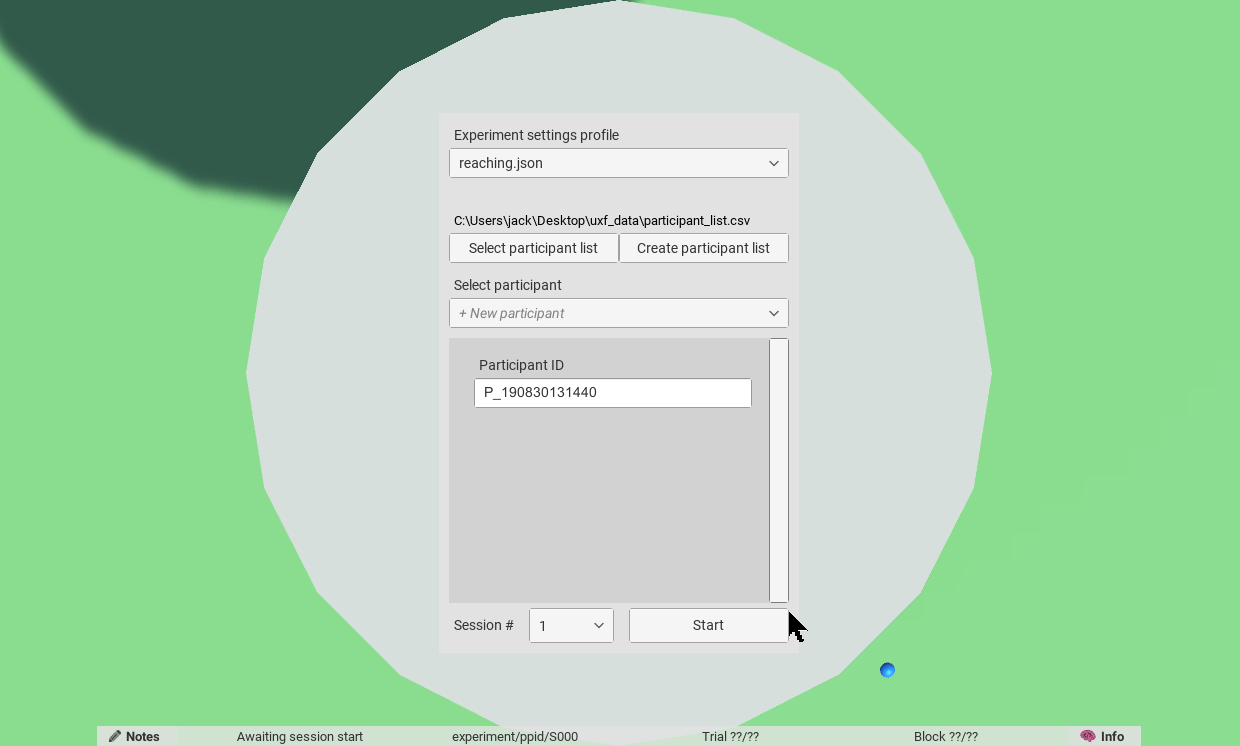 Experiment settings profile
reaching.json
C:\Users\jack\Desktop\uxf_data\participant_list.csv
Select participant list Create participant list
Select participant
+ New participant
Participant ID
P_190830131440
Session # 1 Start
Notes Awaiting session start experiment/ppid/S000 Trial ??/?? Block ??/?? Info